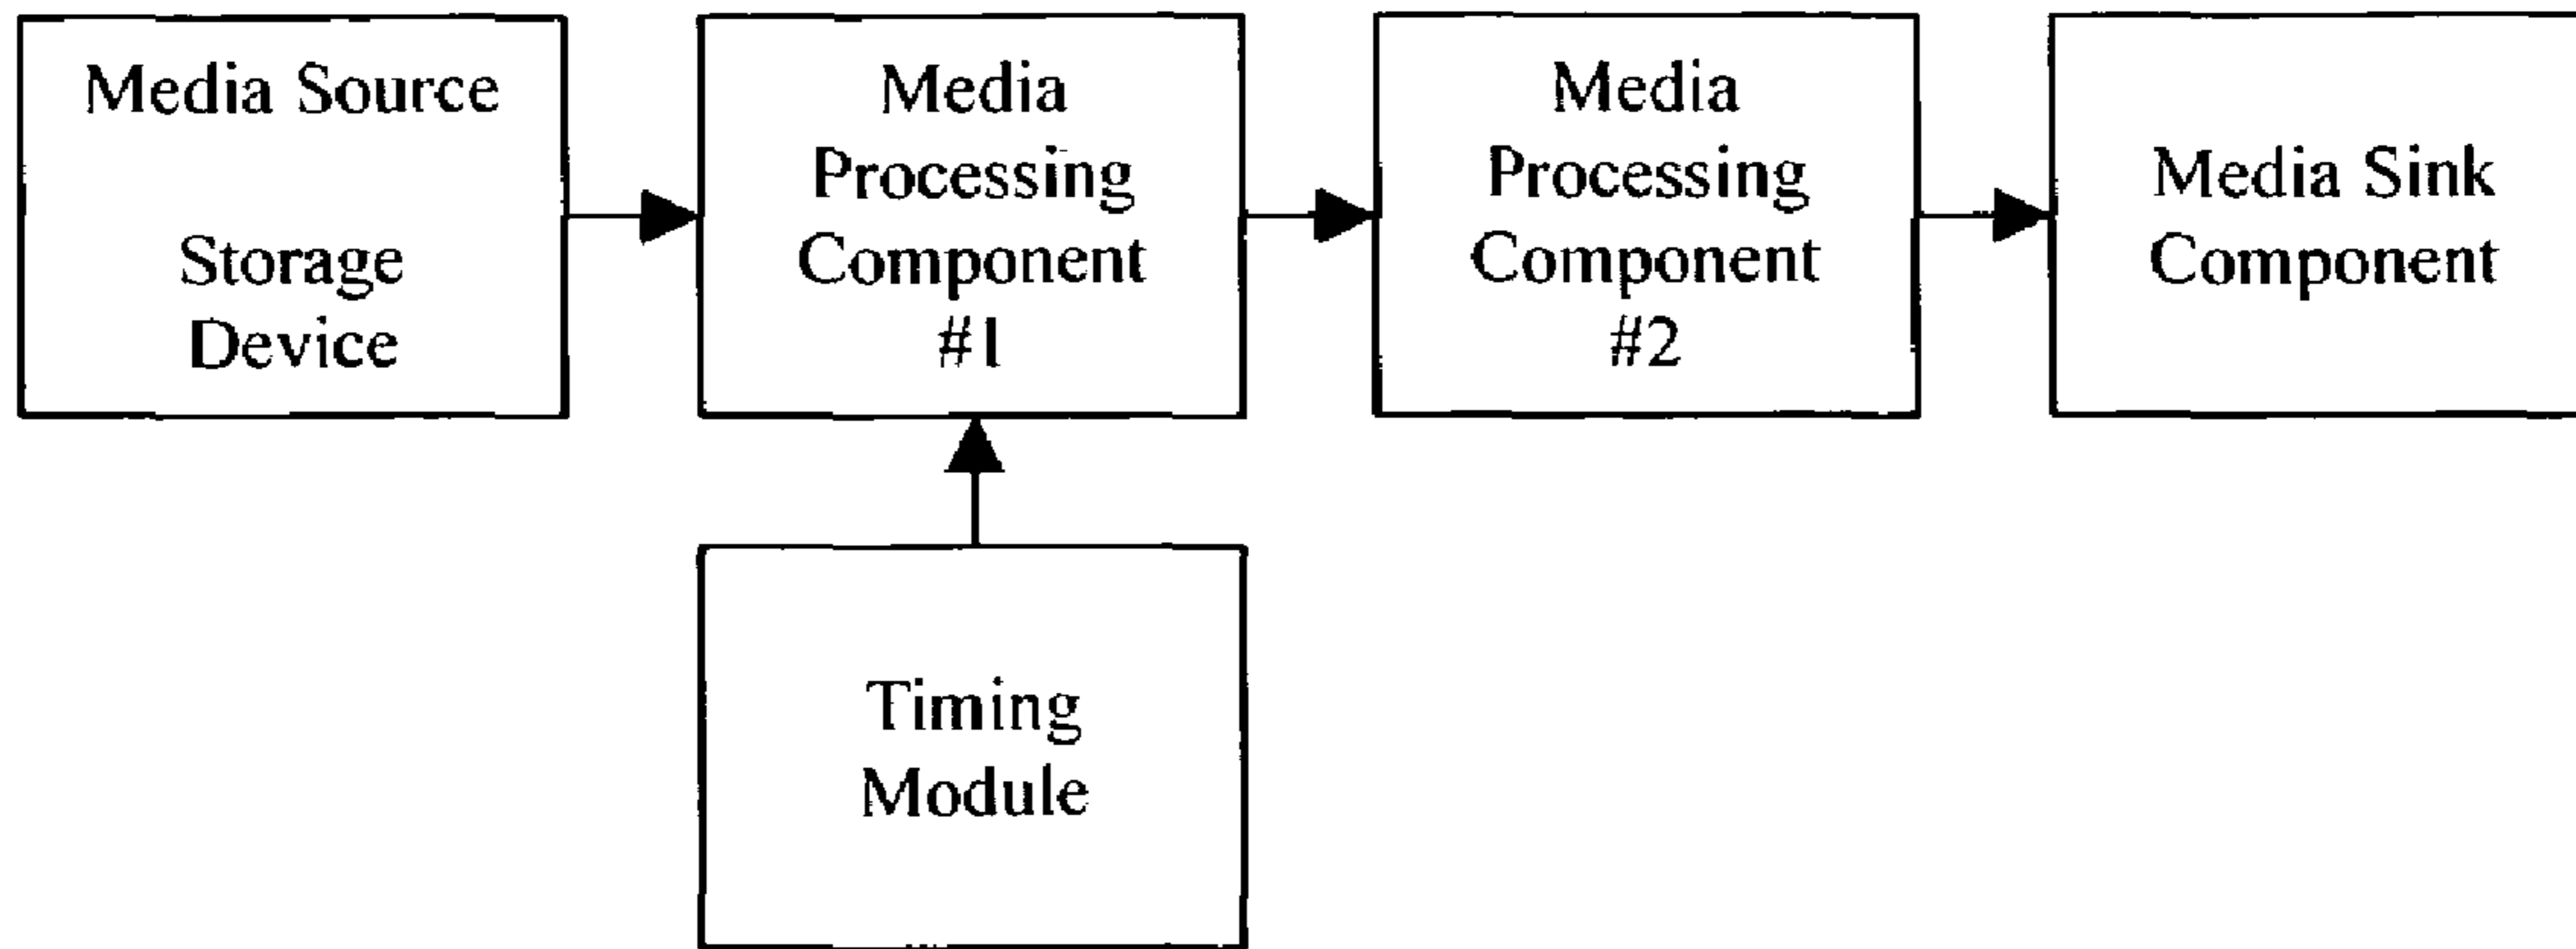 Media Source
Storage
Device
Media
Processing
Component
#1
Media
Processing
Component
#2
Media Sink
Component
Timing
Module